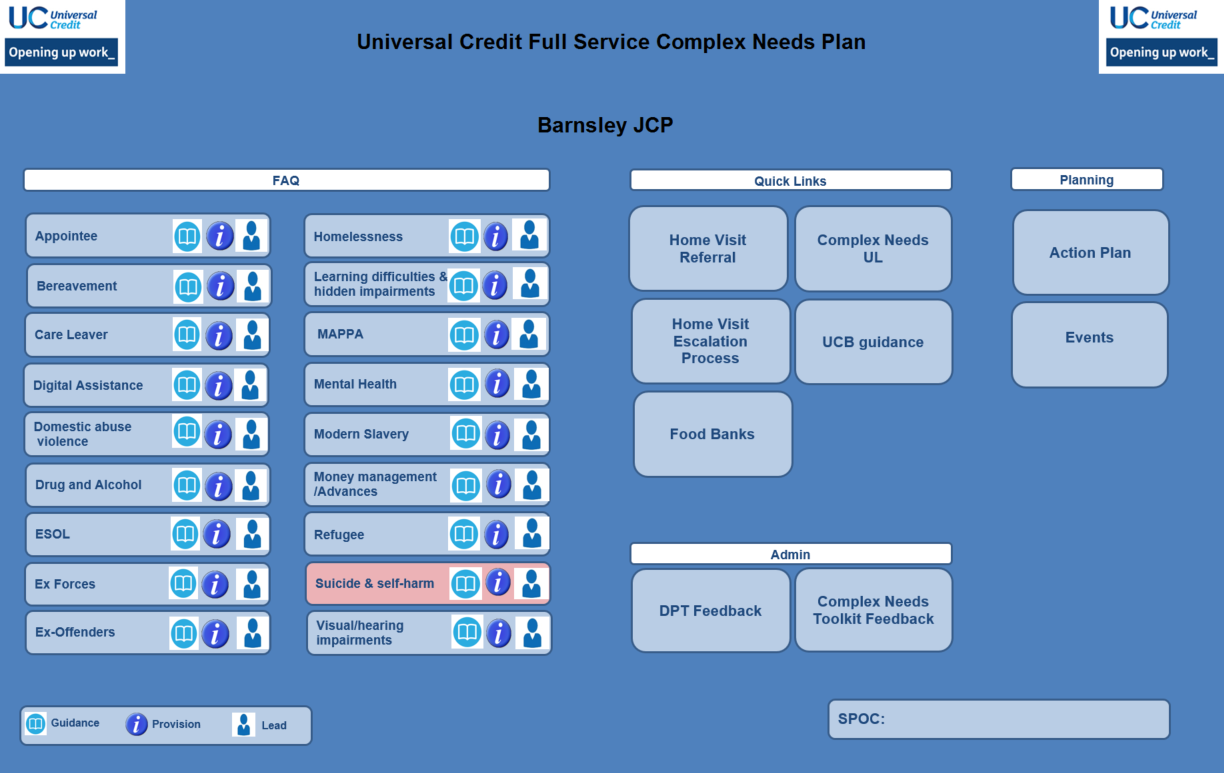 UC Universal
Credit
Opening up work_
Universal Credit Full Service Complex Needs Plan
UC Universal
Credit
Opening up work_
Barnsley JCP
FAQ
Appointee
Bereavement
Care Leaver
Digital Assistance
Domestic abuse
violence
Drug and Alcohol
ESOL
Ex Forces
Ex-Offenders
Homelessness
Learning difficulties &
hidden impairments
MAPPA
Mental Health
Modern Slavery
Money management
/Advances
Refugee
Suicide & self-harm
Visual/hearing
impairments
Guidance
i Provision
Lead
Quick Links
Home Visit
Referral
Complex Needs
UL
Home Visit
Escalation
Process
UCB guidance
Food Banks
Admin
DPT Feedback
Complex Needs
Toolkit Feedback
Planning
Action Plan
Events
SPOC: